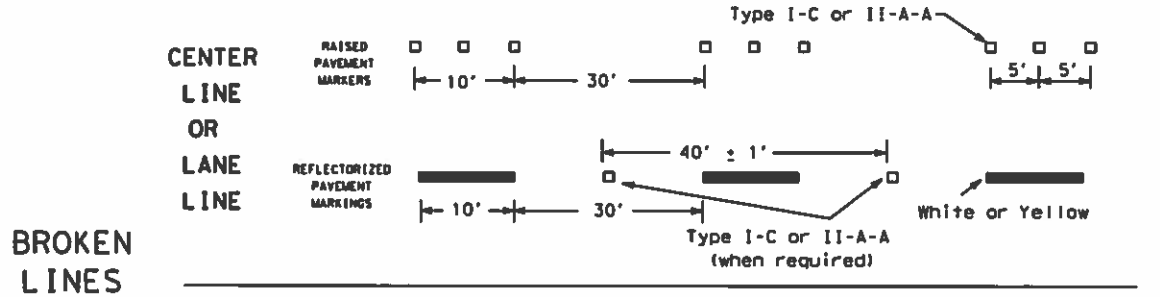 Type I-C or II-A-A
CENTER
LINE
OR
LANE
LINE
RAISED
PAVEMENT
MARKERS
10'
30'
5'
5'
REFLECTORIZED
PAVEMENT
MARKINGS
40' ± 1'
10'
30'
Type I-C or II-A-A
(when required)
White or Yellow
BROKEN
LINES